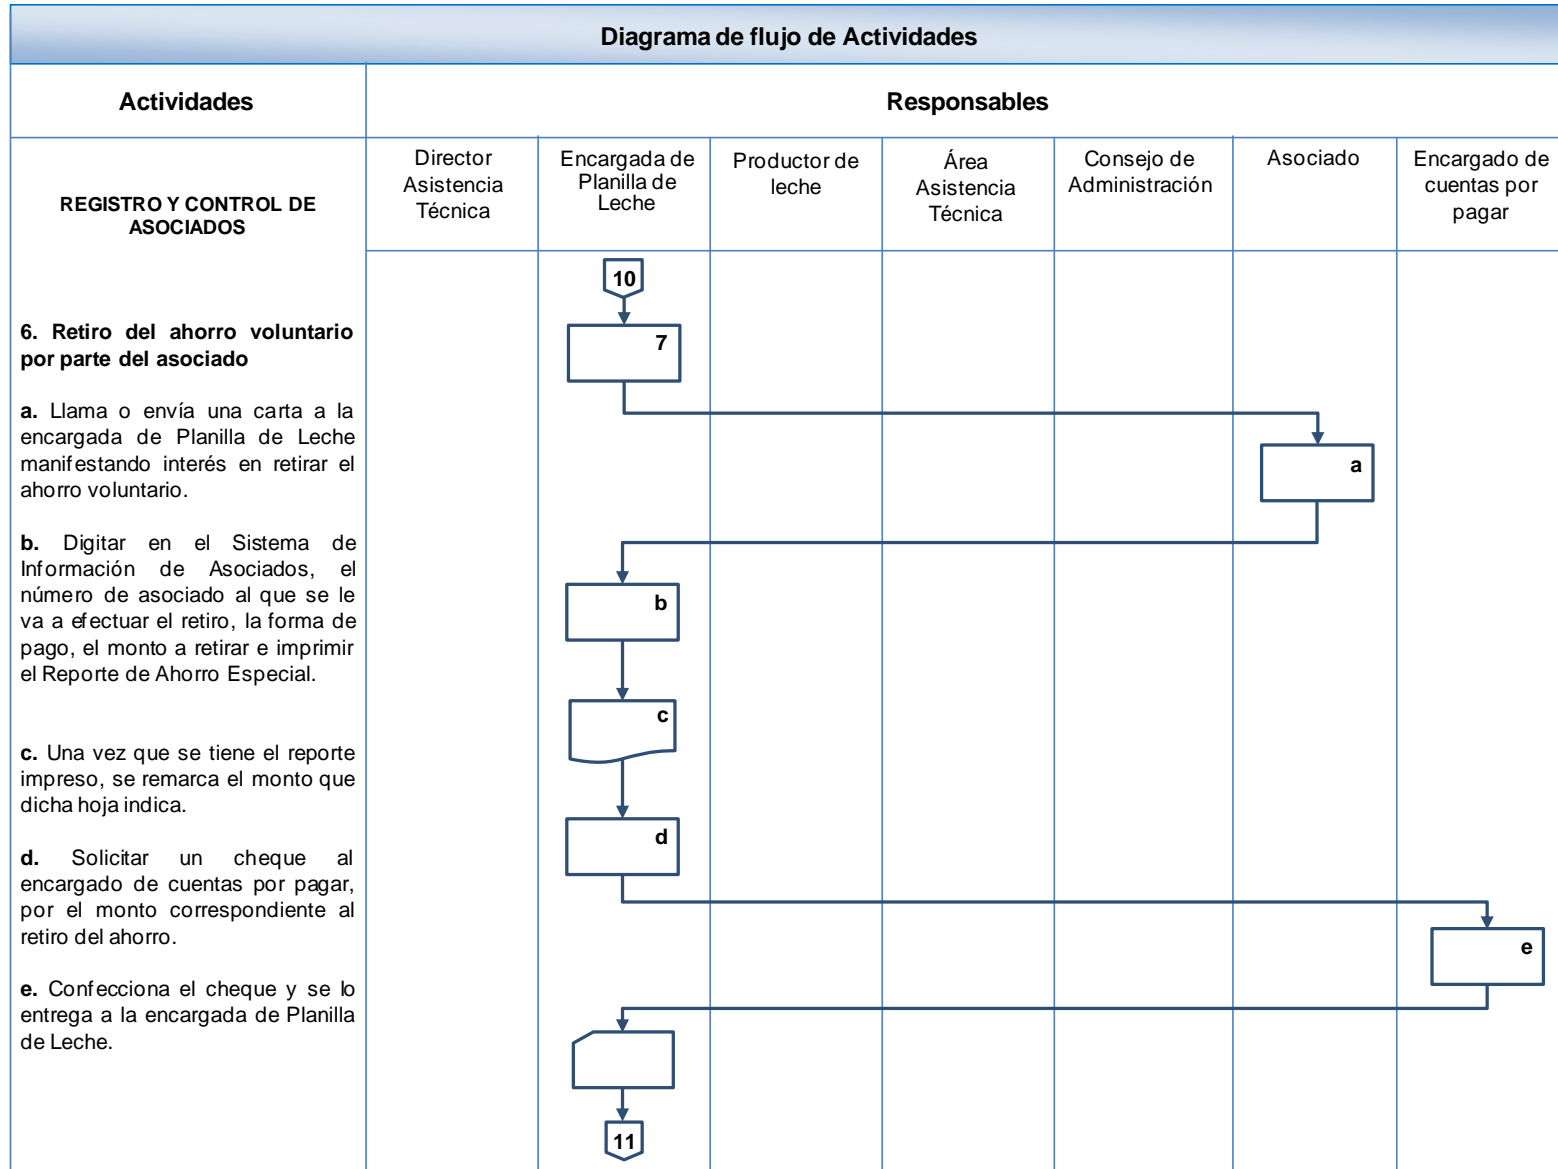 Diagrama de flujo de Actividades
Actividades
Responsables
REGISTRO Y CONTROL DE
ASOCIADOS
Director
Asistencia
Técnica
Encargada de
Planilla de
Leche
Productor de
leche
Área
Asistencia
Técnica
Consejo de
Administración
Asociado
Encargado de
cuentas por
pagar
6. Retiro del ahorro voluntario
por parte del asociado
a. Llama o envía una carta a la
encargada de Planilla de Leche
manifestando interés en retirar el
ahorro voluntario.
b. Digitar en el Sistema de
Información de Asociados, el
número de asociado al que se le
va a efectuar el retiro, la forma de
pago, el monto a retirar e imprimir
el Reporte de Ahorro Especial.
c. Una vez que se tiene el reporte
impreso, se remarca el monto que
dicha hoja indica.
d. Solicitar un cheque al
encargado de cuentas por pagar,
por el monto correspondiente al
retiro del ahorro.
e. Confecciona el cheque y se lo
entrega a la encargada de Planilla
de Leche.
10
7
a
b
c
d
e
11